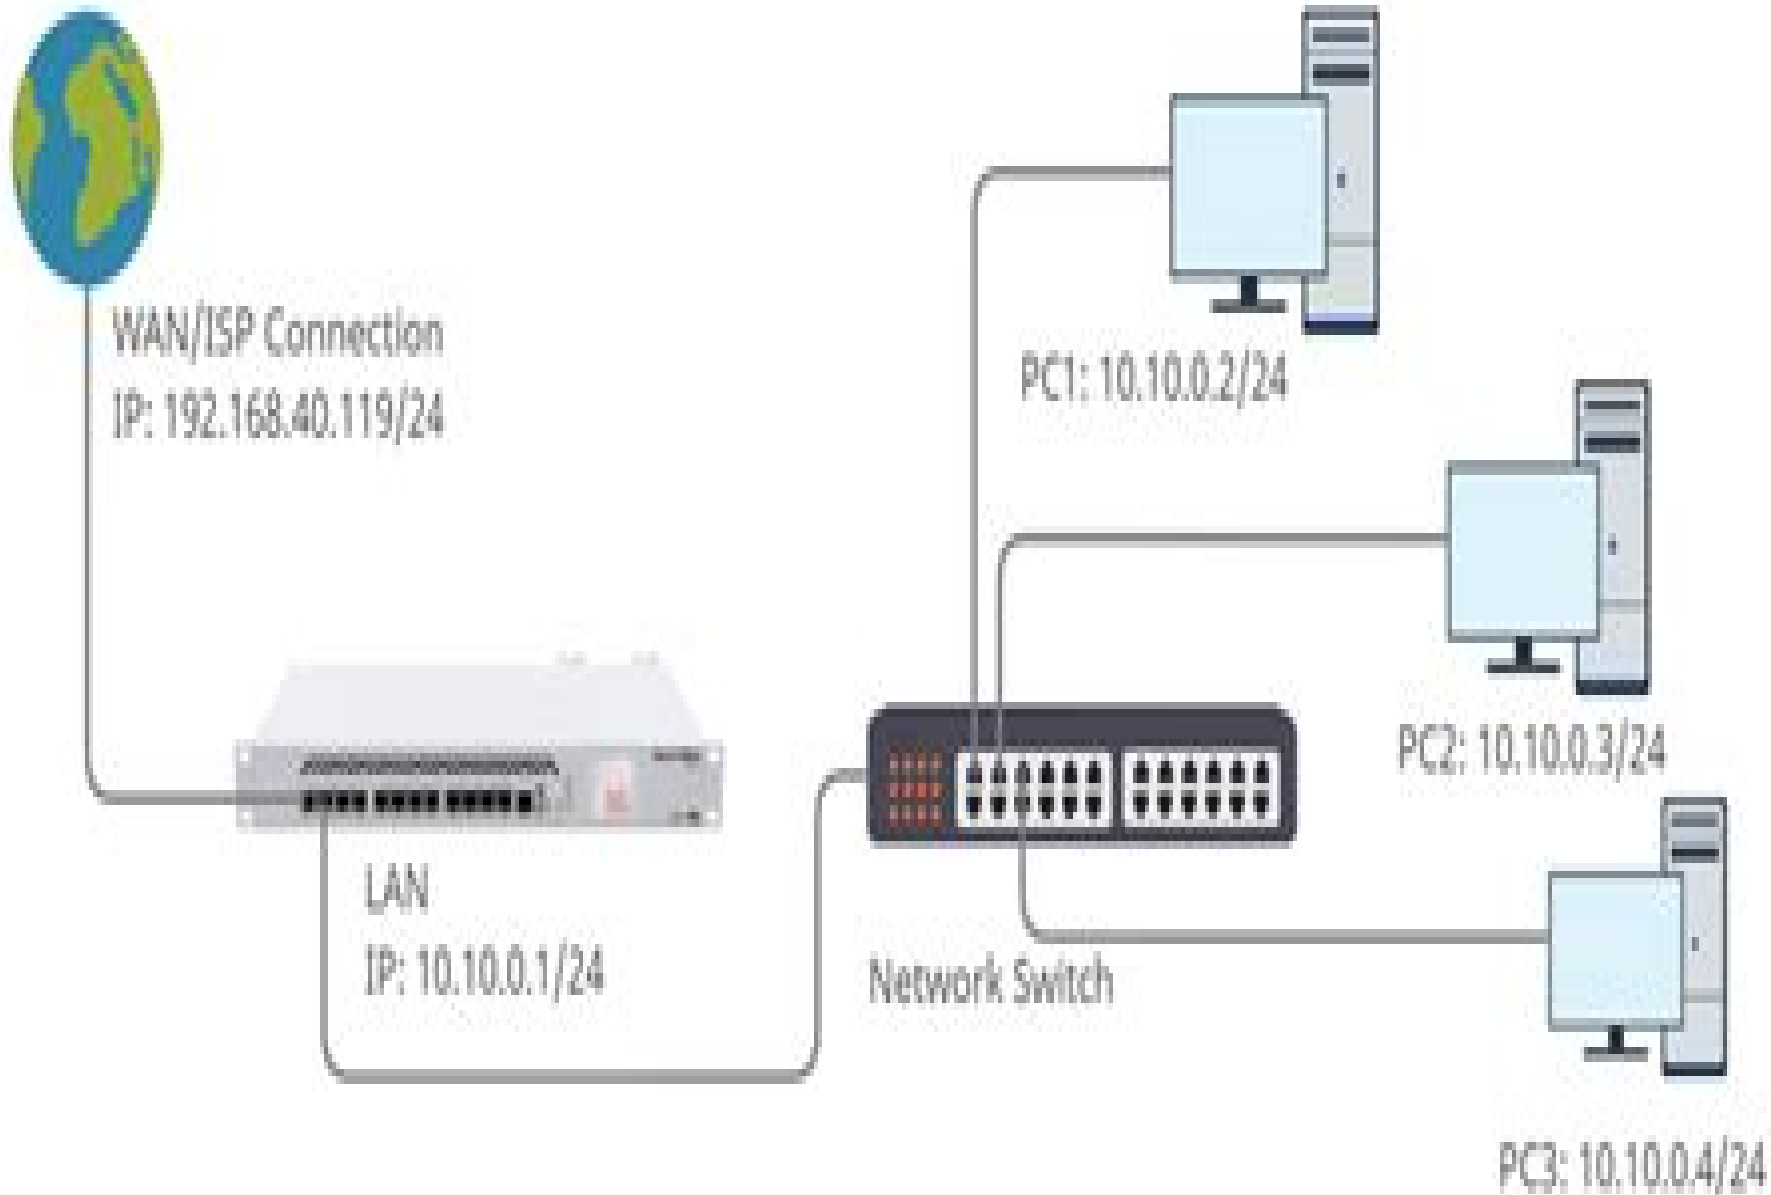 WAN/ISP Connection
IP: 192.168.40.119/24
PC1: 10.10.0.2/24
PC2: 10.10.0.3/24
LAN
IP: 10.10.0.1/24
Network Switch
PC3: 10.10.0.4/24